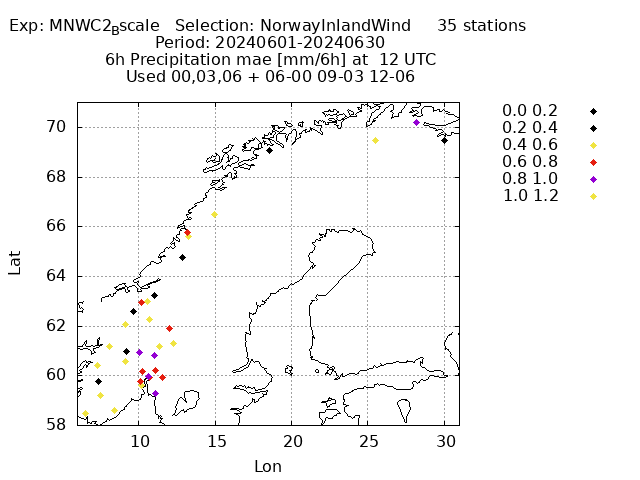 Exp: MNWC2Bscale   Selection: NorwayInlandWind     35 stations
Period: 20240601-20240630
6h Precipitation mae [mm/6h] at  12 UTC
Used 00,03,06 + 06-00 09-03 12-06
0.0 0.2
0.2 0.4
0.4 0.6
0.6 0.8
0.8 1.0
1.0 1.2
70
68
66
64
62
60
58
Lat
10 15 20 25 30
Lon